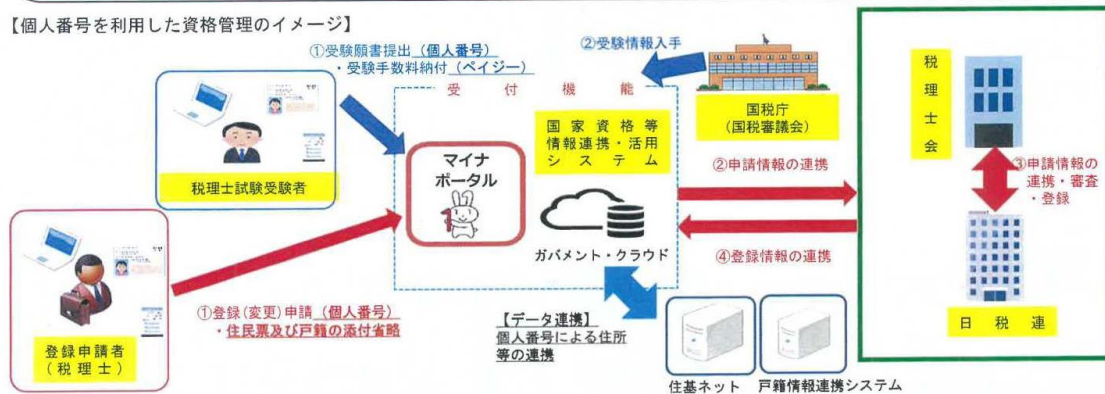 【個人番号を利用した資格管理のイメージ】
①受験願書提出（個人番号）
・受験手数料納付（ペイジー）
税理士試験受験者
登録申請者
（税理士）
①登録（変更）申請（個人番号）
・住民票及び戸籍の添付省略
受付機能
マイナ
ポータル
国家資格等
情報連携・活用
システム
ガバメント・クラウド
【データ連携】
個人番号による住所
等の連携
住基ネット
戸籍情報連携システム
②受験情報入手
国税庁
（国税審議会）
②申請情報の連携
④登録情報の連携
税理士会
③申請情報の
連携・審査
・登録
日税連